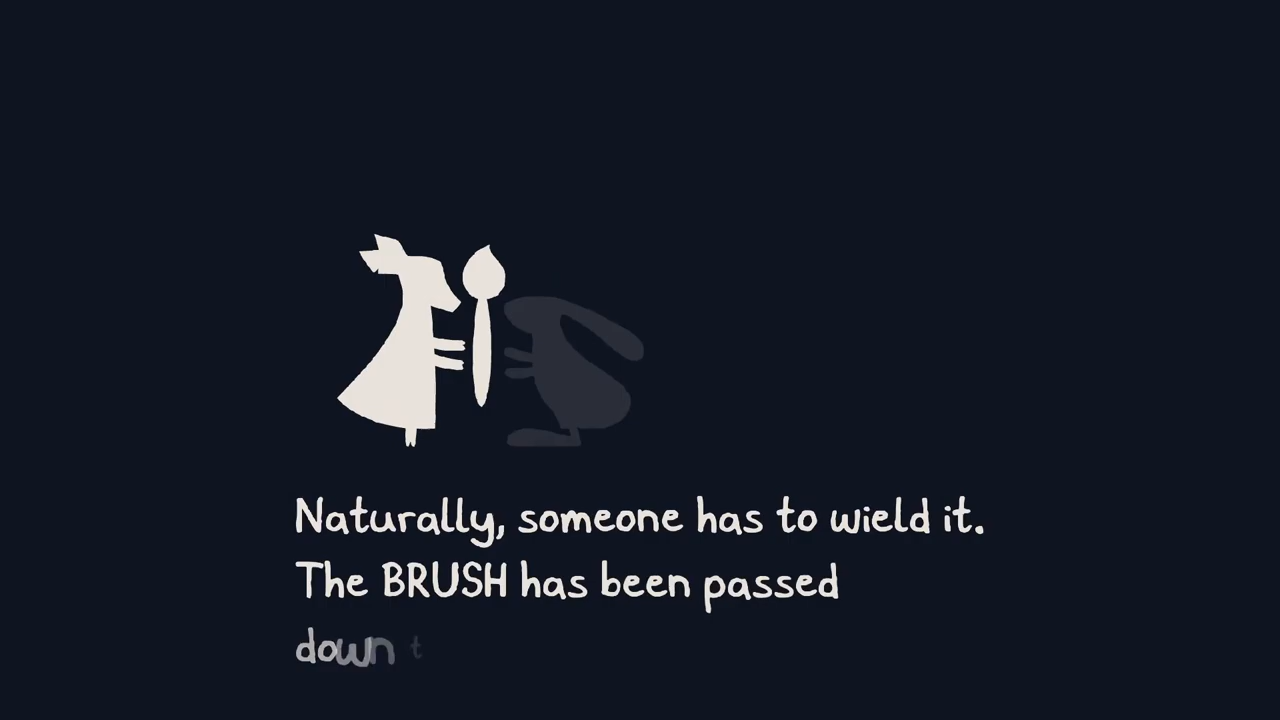 Naturally, someone has to wield it.
The BRUSH has been passed
down t